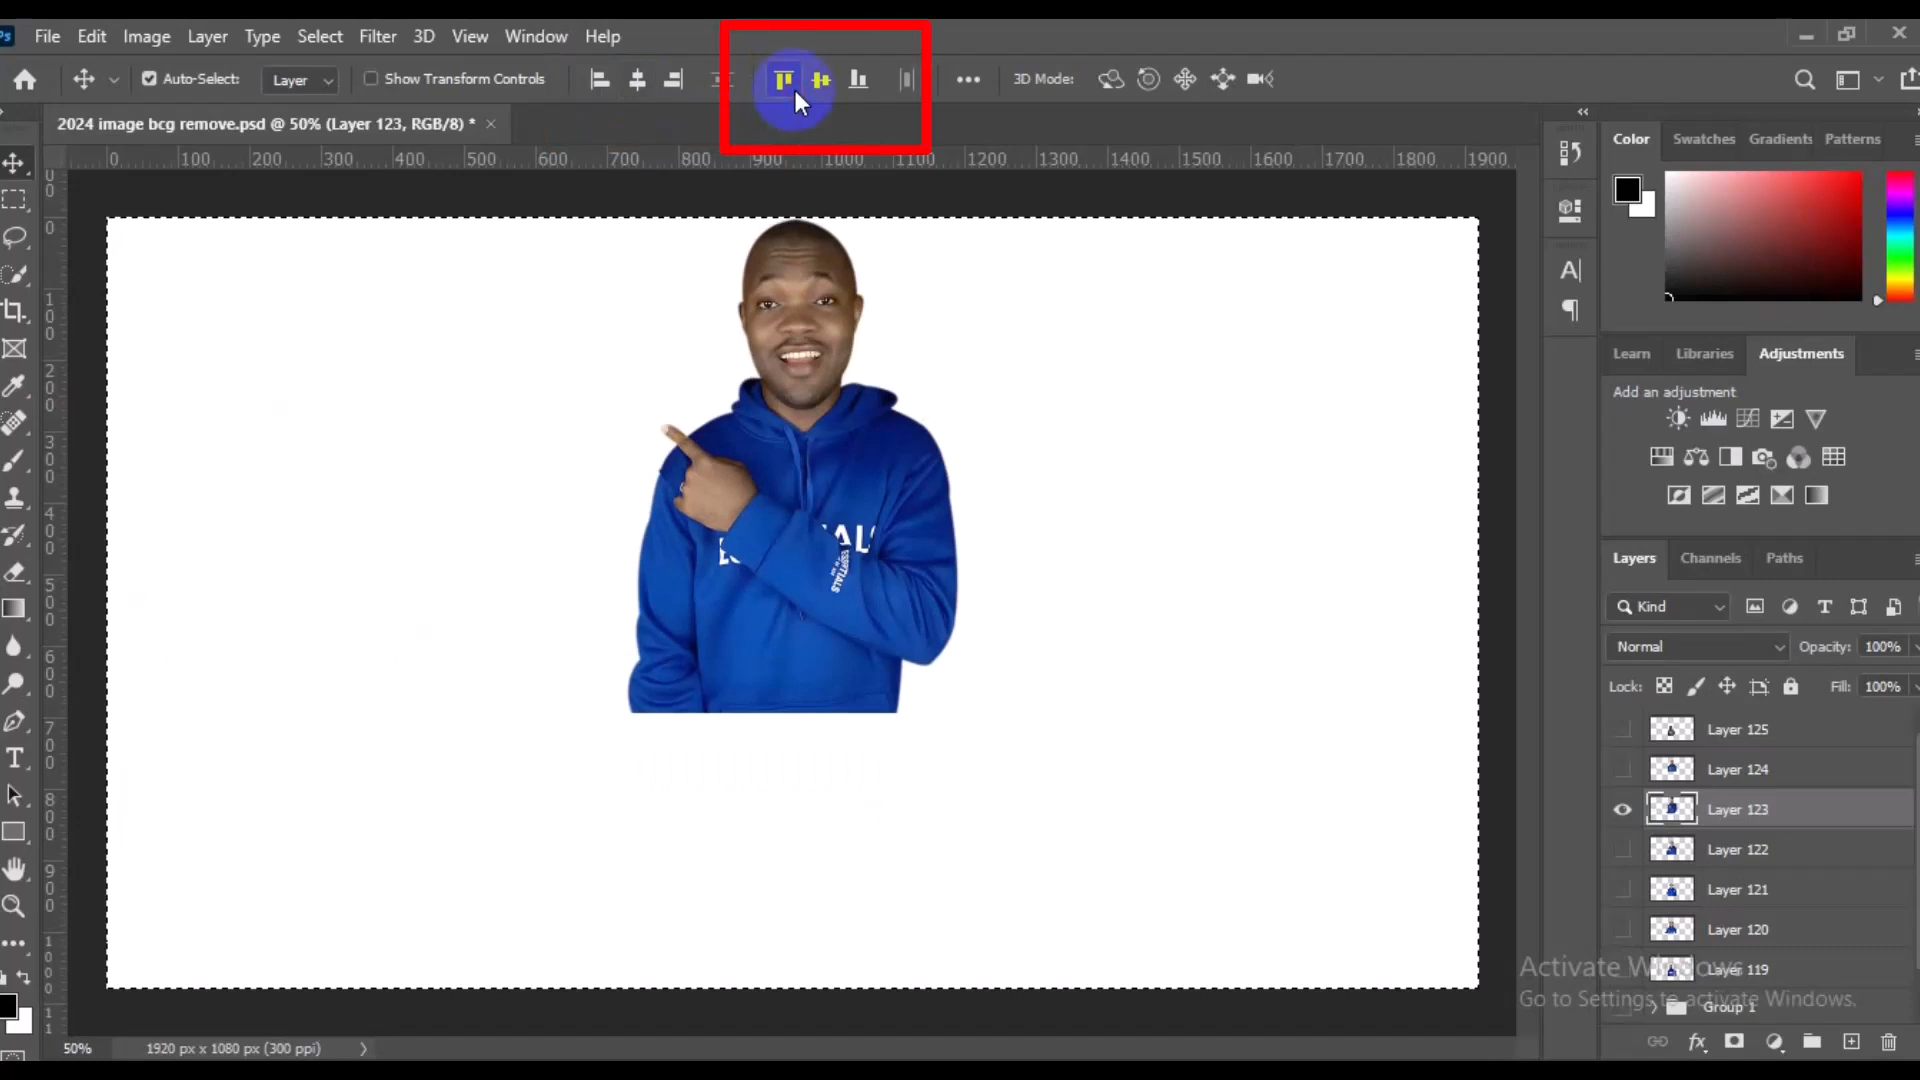 File Edit Image Layer Type Select Filter 3D View Window Help
Auto-Select: Layer Show Transform Controls 3D Mode:
2024 image bcg remove.psd @ 50% (Layer 123, RGB/8) * ×
0 100 200 300 400 500 600 700 800 900 1000 1100 1200 1300 1400 1500 1600 1700 1800 1900
Color Swatches Gradients Patterns
Learn Libraries Adjustments
Add an adjustment
ESSENTIALS
Layers Channels Paths
Kind
Normal Opacity: 100%
Lock: Fill: 100%
Layer 125
Layer 124
Layer 123
Layer 122
Layer 121
Layer 120
Layer 119
Group 1
Activate Windows
Go to Settings to activate Windows.
50% 1920 px x 1080 px (300 ppi)